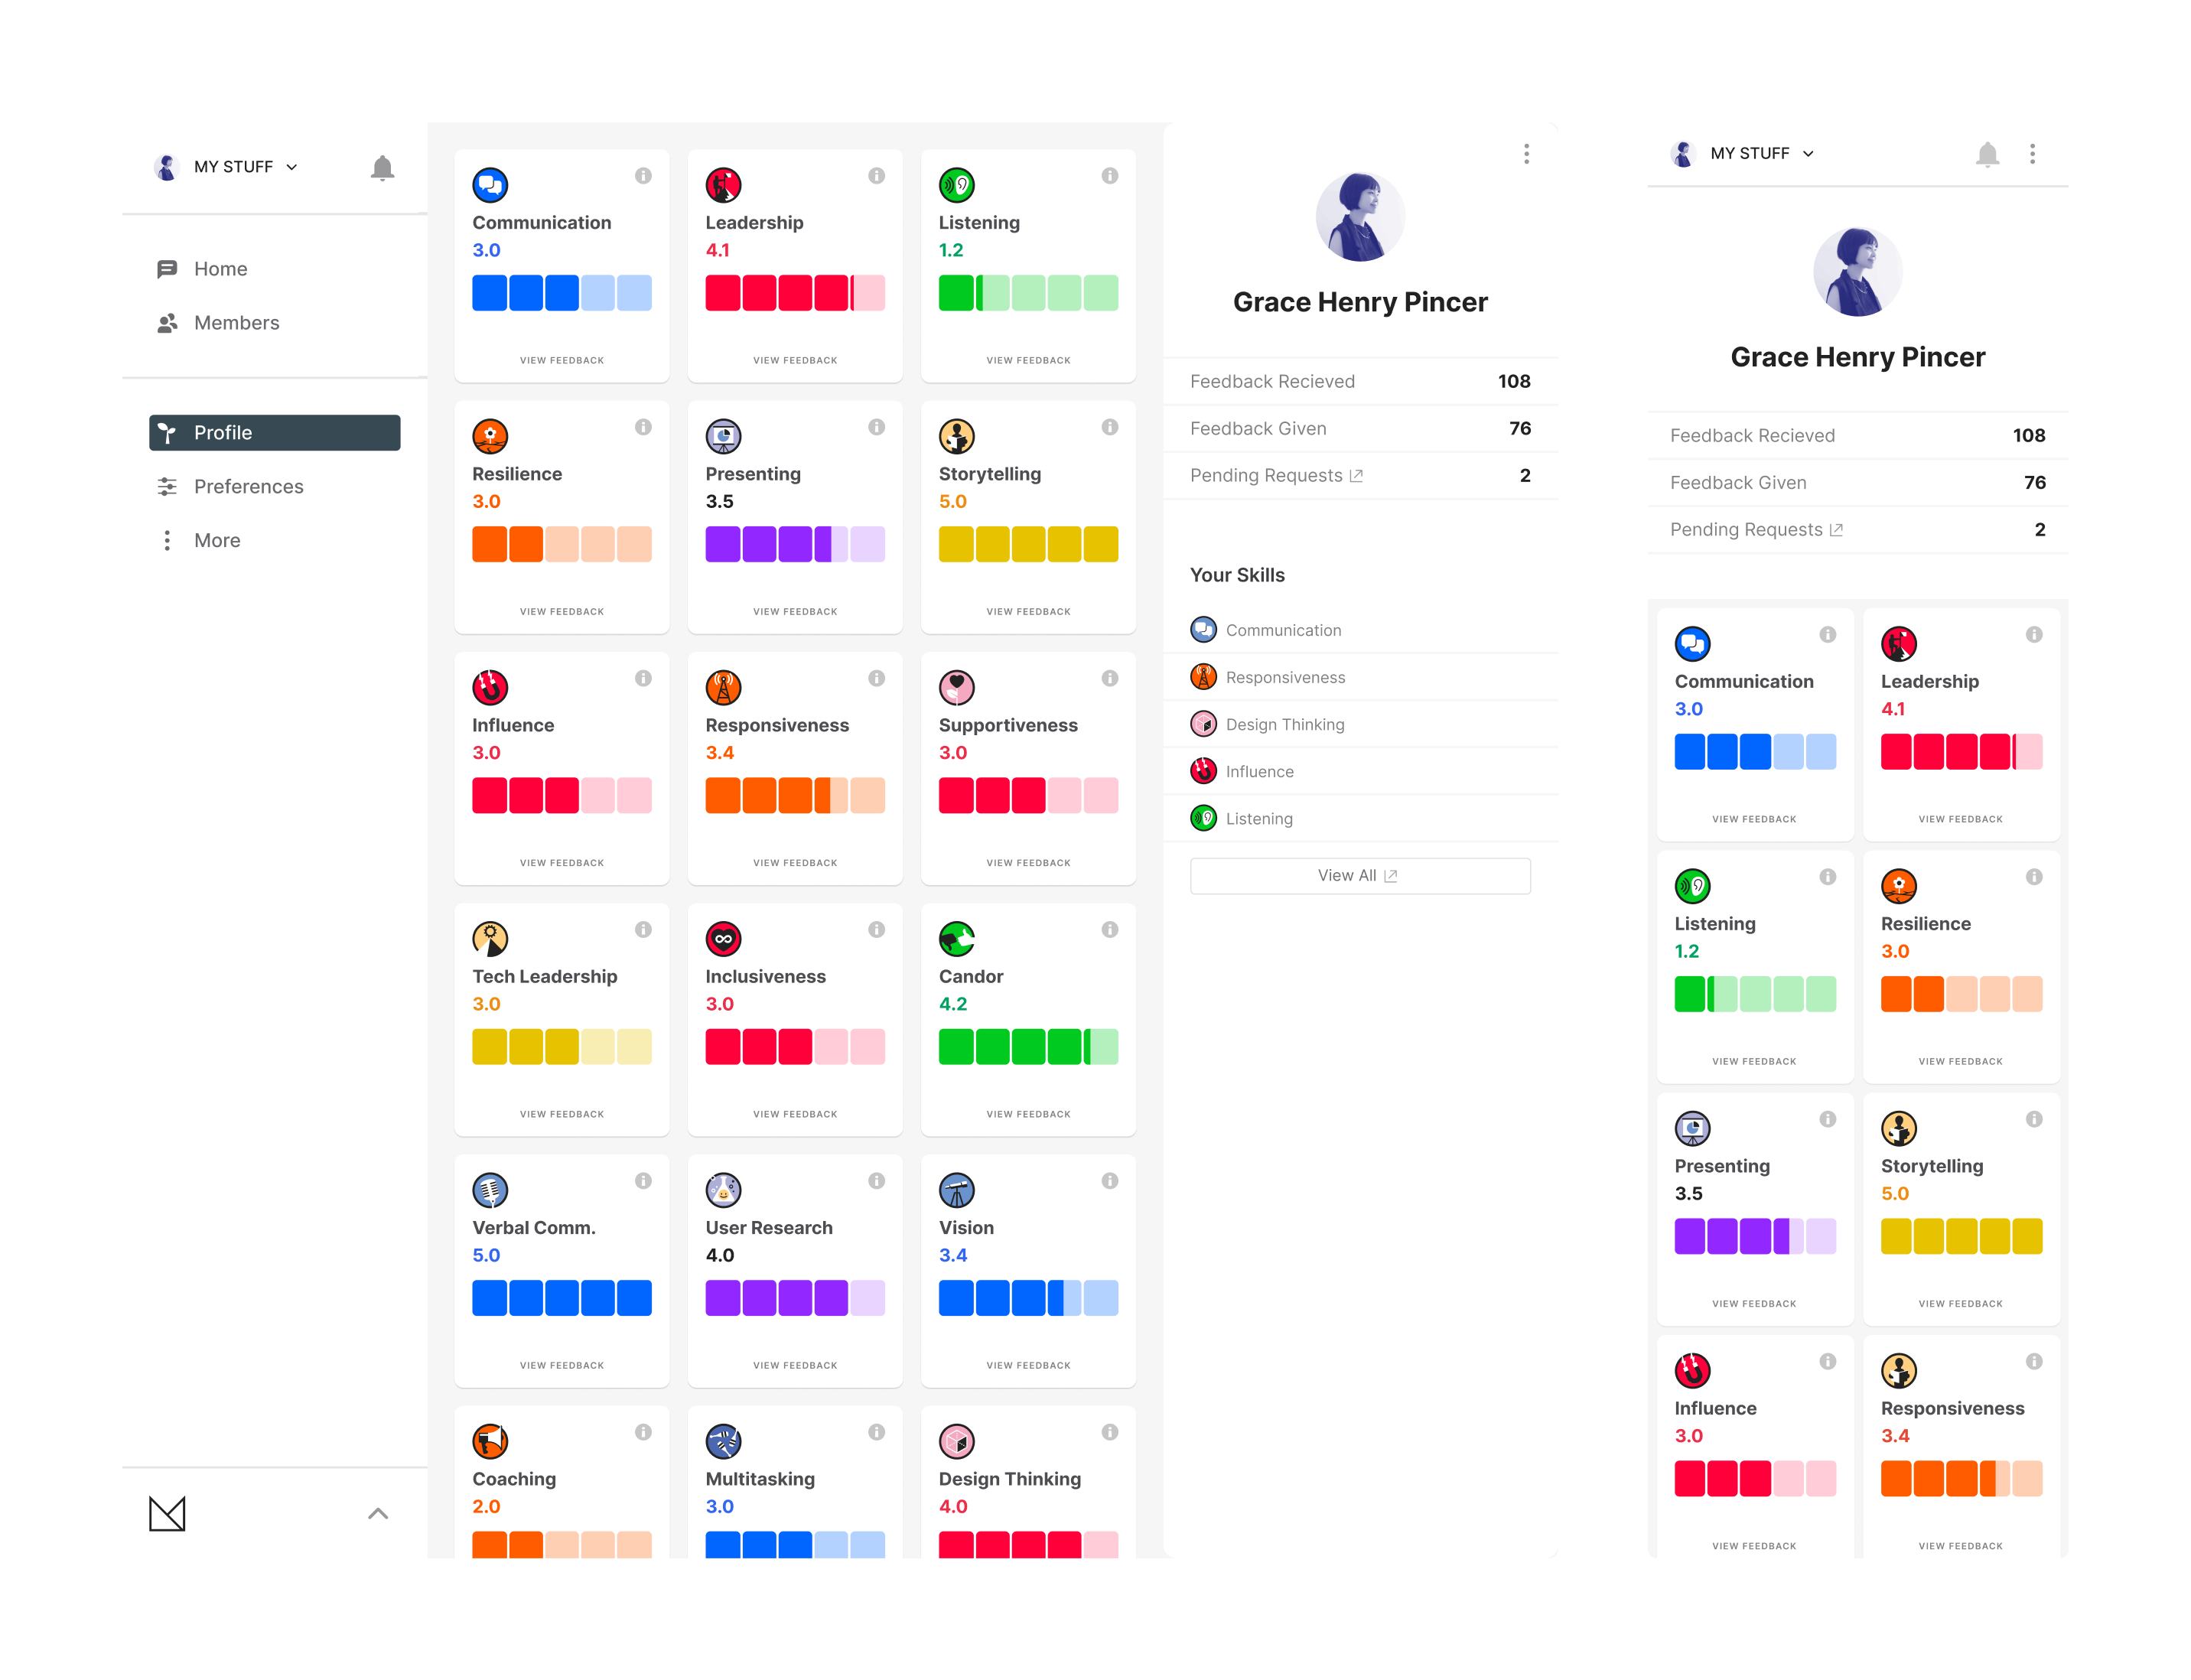 MY STUFF
Home
Members
Profile
Preferences
More
Communication
3.0
VIEW FEEDBACK
Leadership
4.1
VIEW FEEDBACK
Listening
1.2
VIEW FEEDBACK
Resilience
3.0
VIEW FEEDBACK
Presenting
3.5
VIEW FEEDBACK
Storytelling
5.0
VIEW FEEDBACK
Influence
3.0
VIEW FEEDBACK
Responsiveness
3.4
VIEW FEEDBACK
Supportiveness
3.0
VIEW FEEDBACK
Tech Leadership
3.0
VIEW FEEDBACK
Inclusiveness
3.0
VIEW FEEDBACK
Candor
4.2
VIEW FEEDBACK
Verbal Comm.
5.0
VIEW FEEDBACK
User Research
4.0
VIEW FEEDBACK
Vision
3.4
VIEW FEEDBACK
Coaching
2.0
Multitasking
3.0
Design Thinking
4.0
Grace Henry Pincer
Feedback Recieved 108
Feedback Given 76
Pending Requests 2
Your Skills
Communication
Responsiveness
Design Thinking
Influence
Listening
View All
MY STUFF
Grace Henry Pincer
Feedback Recieved 108
Feedback Given 76
Pending Requests 2
Communication
3.0
VIEW FEEDBACK
Leadership
4.1
VIEW FEEDBACK
Listening
1.2
VIEW FEEDBACK
Resilience
3.0
VIEW FEEDBACK
Presenting
3.5
VIEW FEEDBACK
Storytelling
5.0
VIEW FEEDBACK
Influence
3.0
VIEW FEEDBACK
Responsiveness
3.4
VIEW FEEDBACK